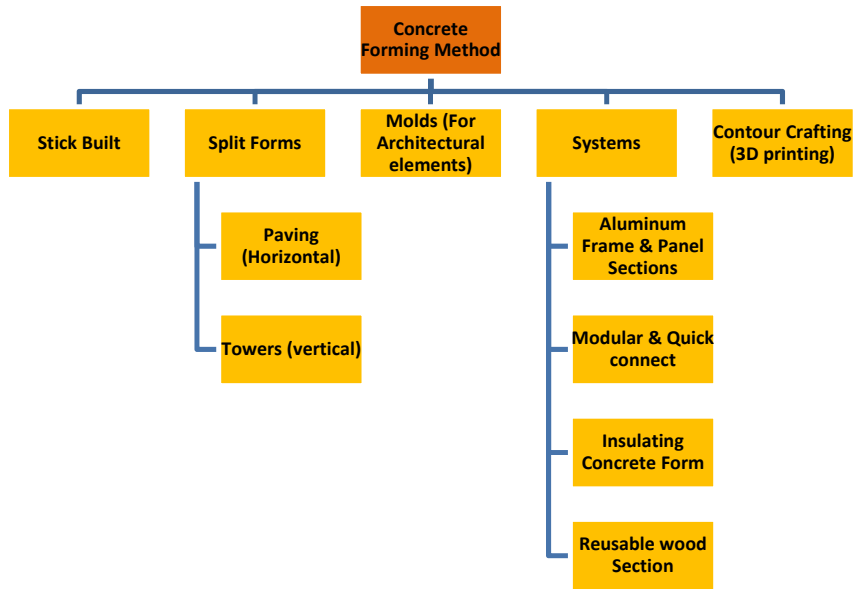 Concrete
Forming Method
Stick Built
Split Forms
Molds (For
Architectural
elements)
Systems
Contour Crafting
(3D printing)
Paving
(Horizontal)
Towers (vertical)
Aluminum
Frame & Panel
Sections
Modular & Quick
connect
Insulating
Concrete Form
Reusable wood
Section